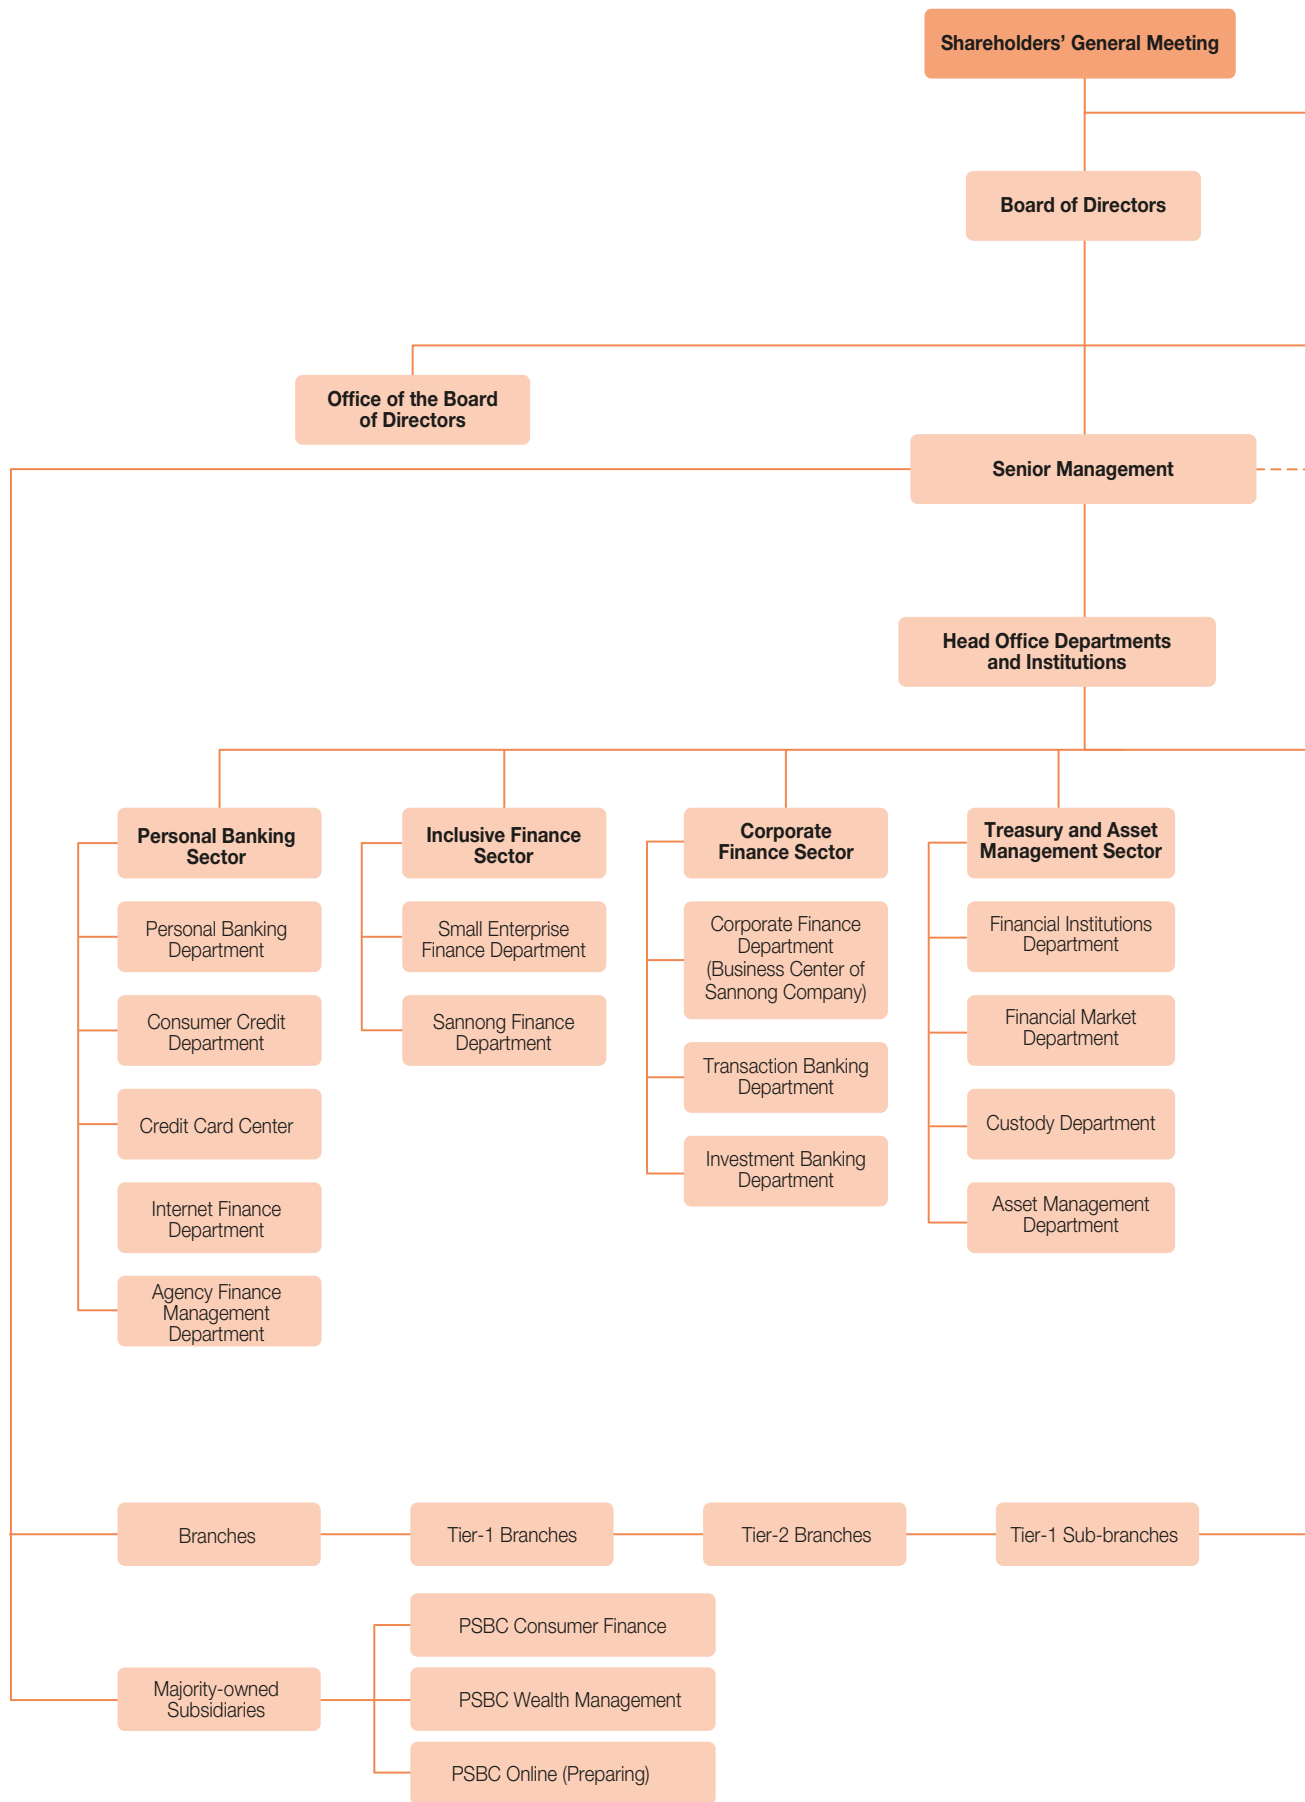 Shareholders' General Meeting
Board of Directors
Office of the Board
of Directors
Senior Management
Head Office Departments
and Institutions
Personal Banking
Sector
Personal Banking
Department
Consumer Credit
Department
Credit Card Center
Internet Finance
Department
Agency Finance
Management
Department
Inclusive Finance
Sector
Small Enterprise
Finance Department
Sannong Finance
Department
Corporate
Finance Sector
Corporate Finance
Department
(Business Center of
Sannong Company)
Transaction Banking
Department
Investment Banking
Department
Treasury and Asset
Management Sector
Financial Institutions
Department
Financial Market
Department
Custody Department
Asset Management
Department
Branches
Tier-1 Branches
Tier-2 Branches
Tier-1 Sub-branches
Majority-owned
Subsidiaries
PSBC Consumer Finance
PSBC Wealth Management
PSBC Online (Preparing)